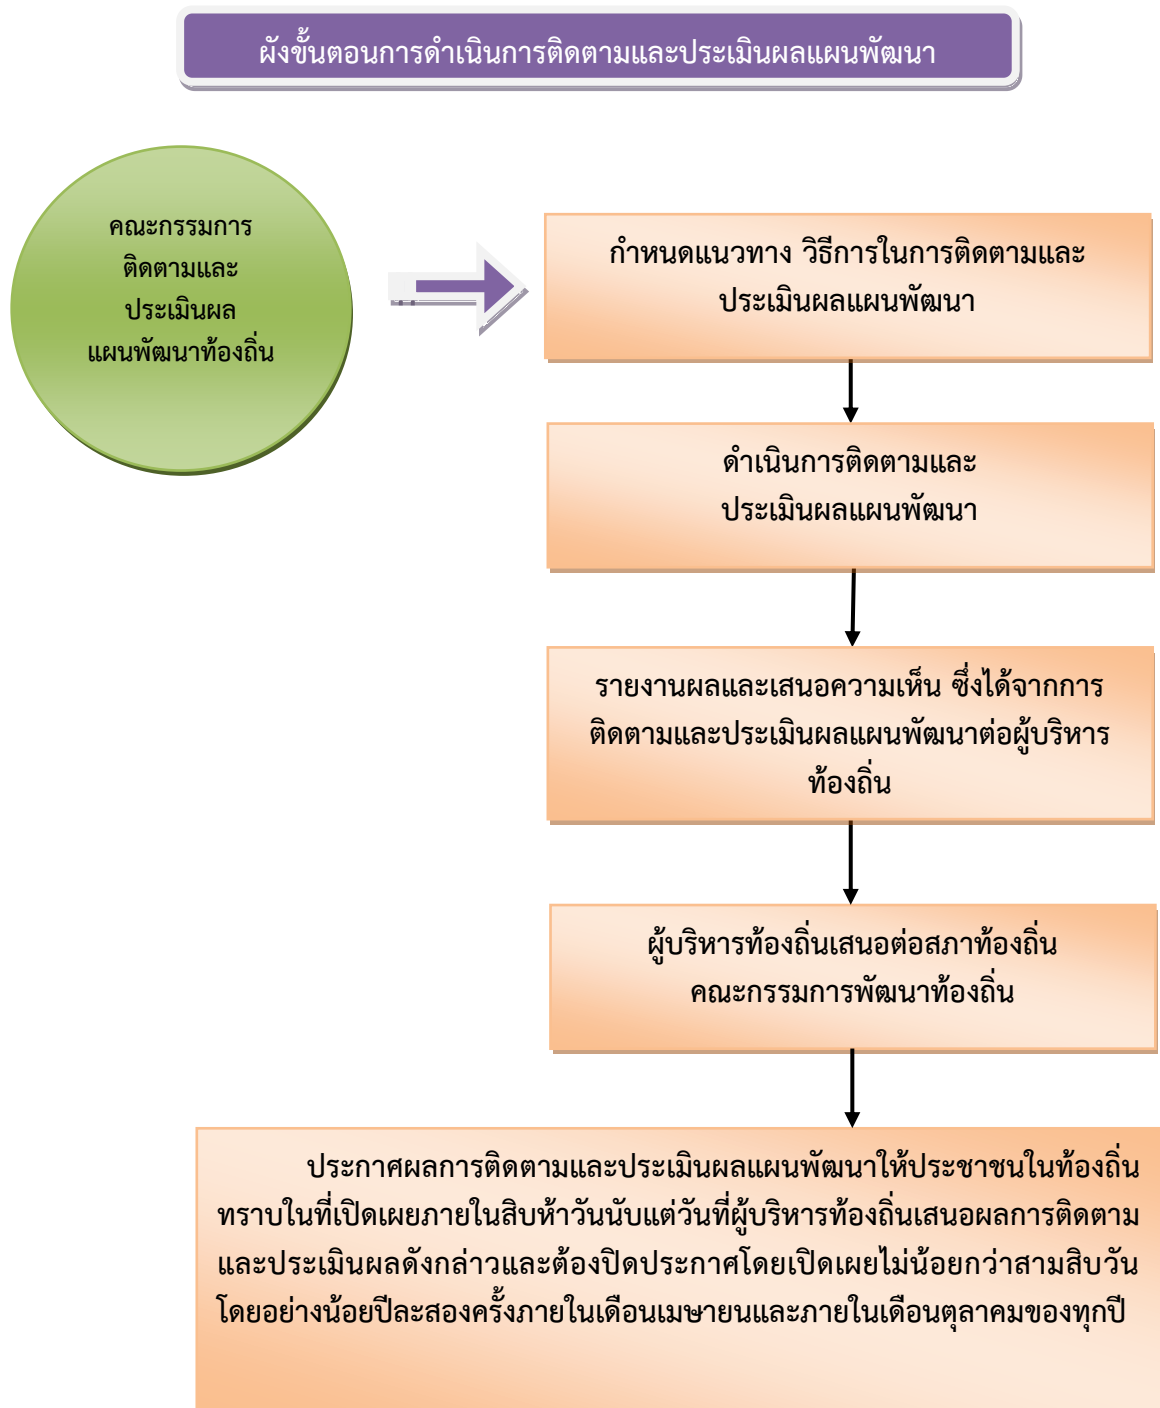 ผังขั้นตอนการดำเนินการติดตามและประเมินผลแผนพัฒนา
คณะกรรมการ
ติดตามและ
ประเมินผล
แผนพัฒนาท้องถิ่น
กำหนดแนวทาง วิธีการในการติดตามและ
ประเมินผลแผนพัฒนา
ดำเนินการติดตามและ
ประเมินผลแผนพัฒนา
รายงานผลและเสนอความเห็น ซึ่งได้จากการ
ติดตามและประเมินผลแผนพัฒนาต่อผู้บริหาร
ท้องถิ่น
ผู้บริหารท้องถิ่นเสนอต่อสภาท้องถิ่น
คณะกรรมการพัฒนาท้องถิ่น
ประกาศผลการติดตามและประเมินผลแผนพัฒนาให้ประชาชนในท้องถิ่น
ทราบในที่เปิดเผยภายในสิบห้าวันนับแต่วันที่ผู้บริหารท้องถิ่นเสนอผลการติดตาม
และประเมินผลดังกล่าวและต้องปิดประกาศโดยเปิดเผยไม่น้อยกว่าสามสิบวัน
โดยอย่างน้อยปีละสองครั้งภายในเดือนเมษายนและภายในเดือนตุลาคมของทุกปี